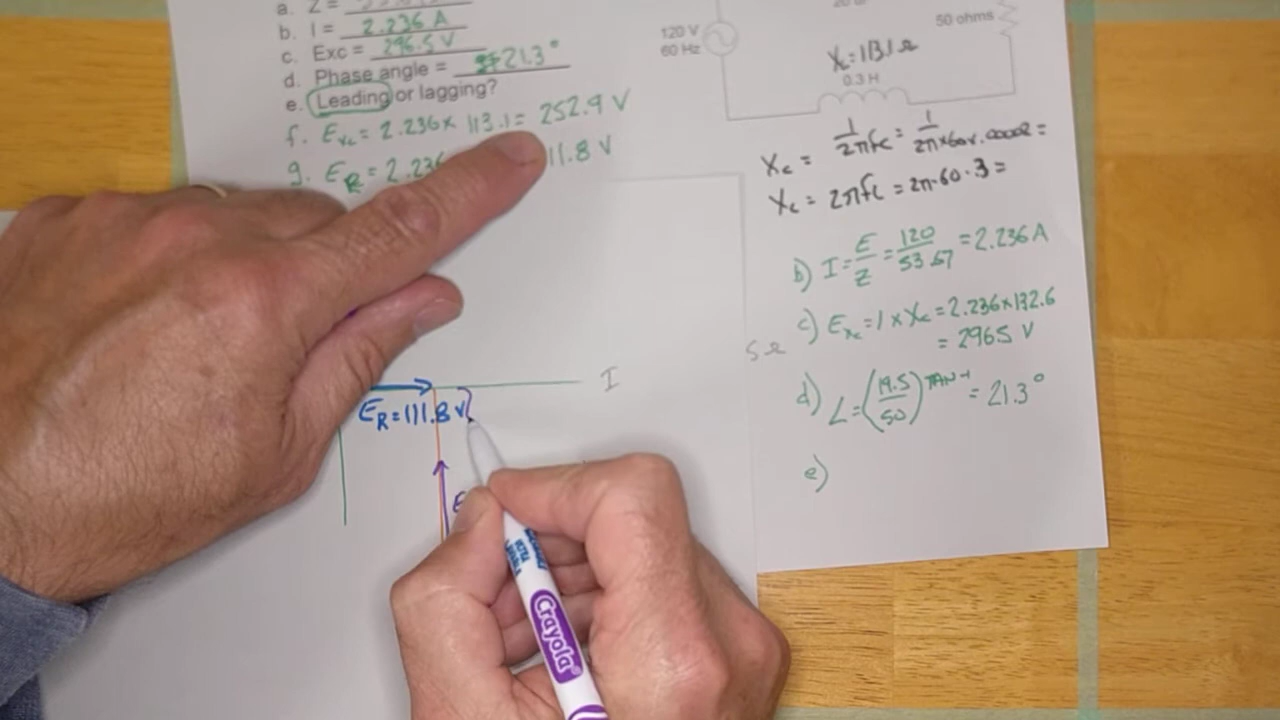 a. Z =
b. I = 2.236 A
c. Exc = 296.5 V
d. Phase angle = 21.3°
e. Leading or lagging?
f. EXL = 2.236 x 113.1 = 252.9 V
g. ER = 2.236 11.8 V
120 V
60 Hz
50 ohms
XL = 113.1 Ω
0.3 H
Xc = 1/2πfc = 1/2π×60×.00002 =
XL = 2πfL = 2π·60·.3 =
b) I = E/Z = 120/53.67 = 2.236 A
c) EXc = I x Xc = 2.236 x 132.6
= 296.5 V
d) ∠ = (19.5/50) TAN-1 = 21.3°
e)
I
ER = 111.8 V
E
Crayola